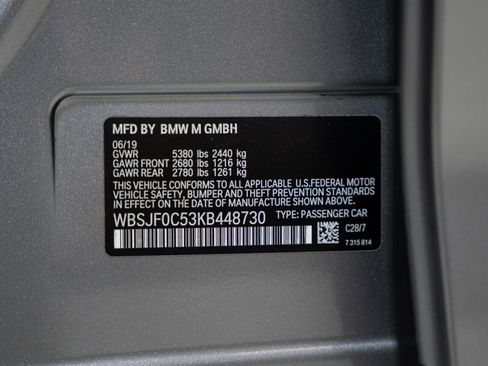 MFD BY BMW M GMBH
06/19
GVWR 5380 lbs 2440 kg
GAWR FRONT 2680 lbs 1216 kg
GAWR REAR 2780 lbs 1261 kg
THIS VEHICLE CONFORMS TO ALL APPLICABLE U.S.FEDERAL MOTOR
VEHICLE SAFETY, BUMPER AND THEFT PREVENTION STANDARDS
IN EFFECT ON THE DATE OF MANUFACTURE SHOWN ABOVE.
WBSJF0C53KB448730 TYPE: PASSENGER CAR
C28/7
7 315 814